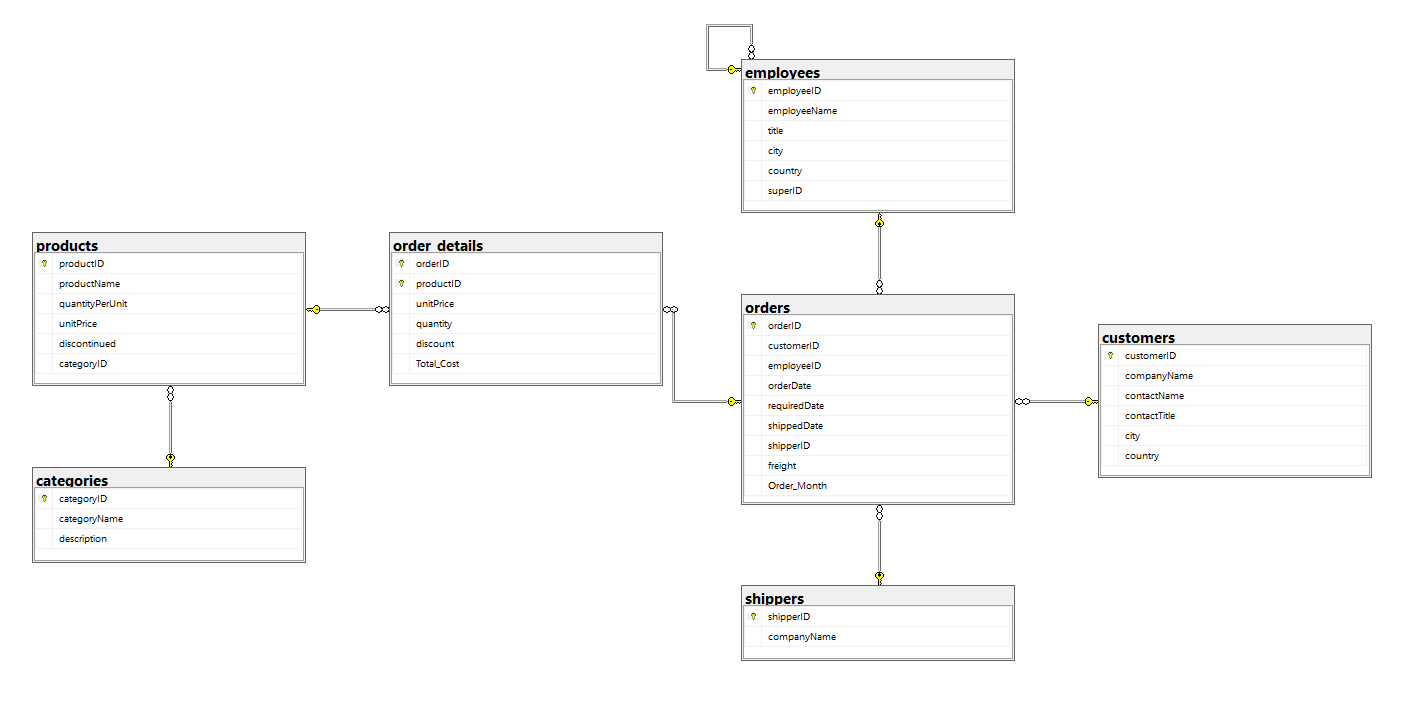 employees
employeeID
employeeName
title
city
country
superID
products
productID
productName
quantityPerUnit
unitPrice
discontinued
categoryID
order_details
orderID
productID
unitPrice
quantity
discount
Total_Cost
orders
orderID
customerID
employeeID
orderDate
requiredDate
shippedDate
shipperID
freight
Order_Month
customers
customerID
companyName
contactName
contactTitle
city
country
categories
categoryID
categoryName
description
shippers
shipperID
companyName